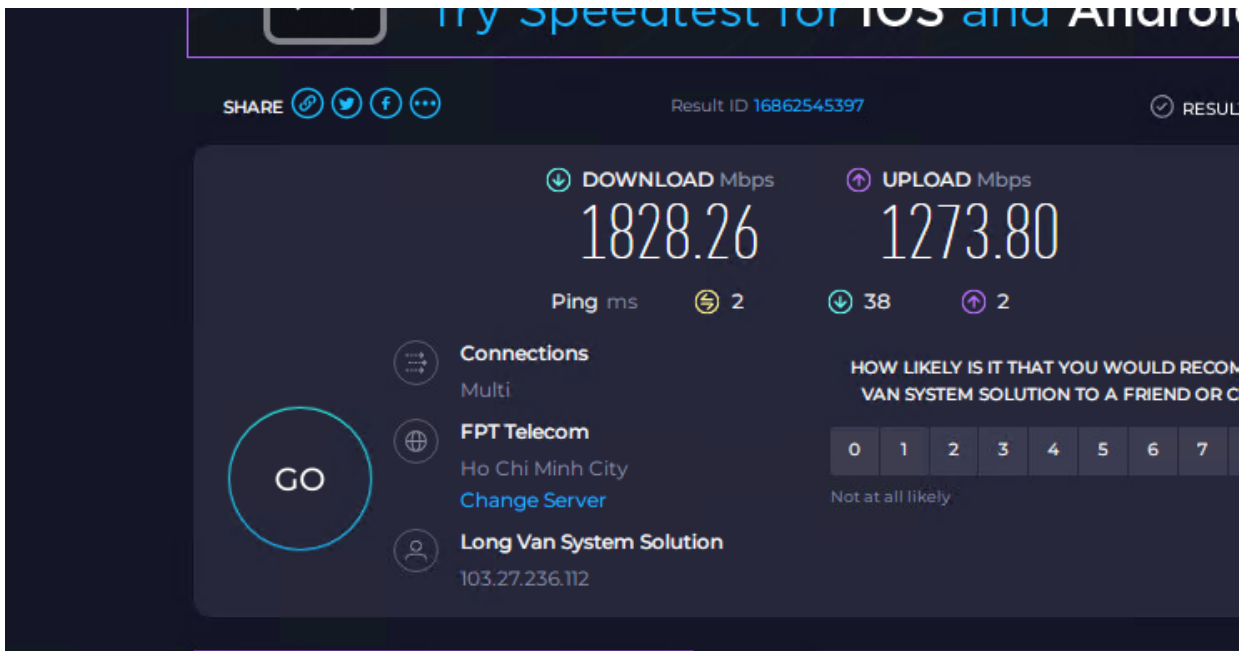 Try Speedtest for iOS and Android
SHARE
Result ID 16862545397
RESUL
DOWNLOAD Mbps
UPLOAD Mbps
1828.26
1273.80
Ping ms 2 38 2
Connections
Multi
HOW LIKELY IS IT THAT YOU WOULD RECOM
VAN SYSTEM SOLUTION TO A FRIEND OR C
FPT Telecom
Ho Chi Minh City
Change Server
0 1 2 3 4 5 6 7
Not at all likely
GO
Long Van System Solution
103.27.236.112